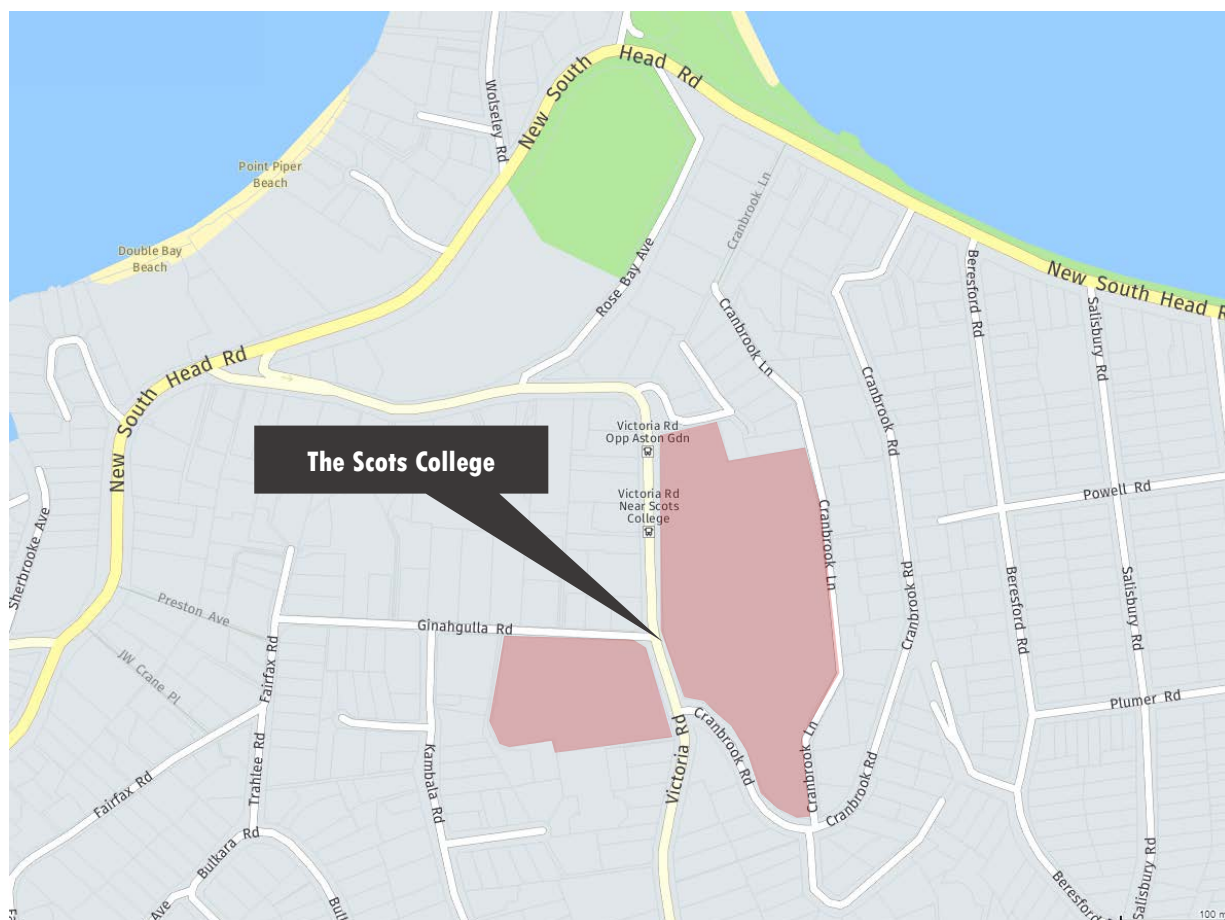 New South Head Rd
Wolseley Rd
Point Piper
Beach
Double Bay
Beach
Rose Bay Ave
Cranbrook Ln
New South Head R
Beresford Rd
Salisbury Rd
Cranbrook Ln
Cranbrook Rd
New South Head Rd
Victoria Rd
Opp Aston Gdn
The Scots College
Victoria Rd
Near Scots
College
Powell Rd
Sherbrooke Ave
Cranbrook Ln
Cranbrook Rd
Beresford Rd
Salisbury Rd
Preston Ave
Ginahgulla Rd
JW Crane Pl
Fairfax Rd
Plumer Rd
Victoria Rd
Cranbrook Rd
Cranbrook Ln
Cranbrook Rd
Fairfax Rd
Trahlee Rd
Kambala Rd
Bulkara Rd
Ave
Bul
Beresford
Salisbury Rd
100 m